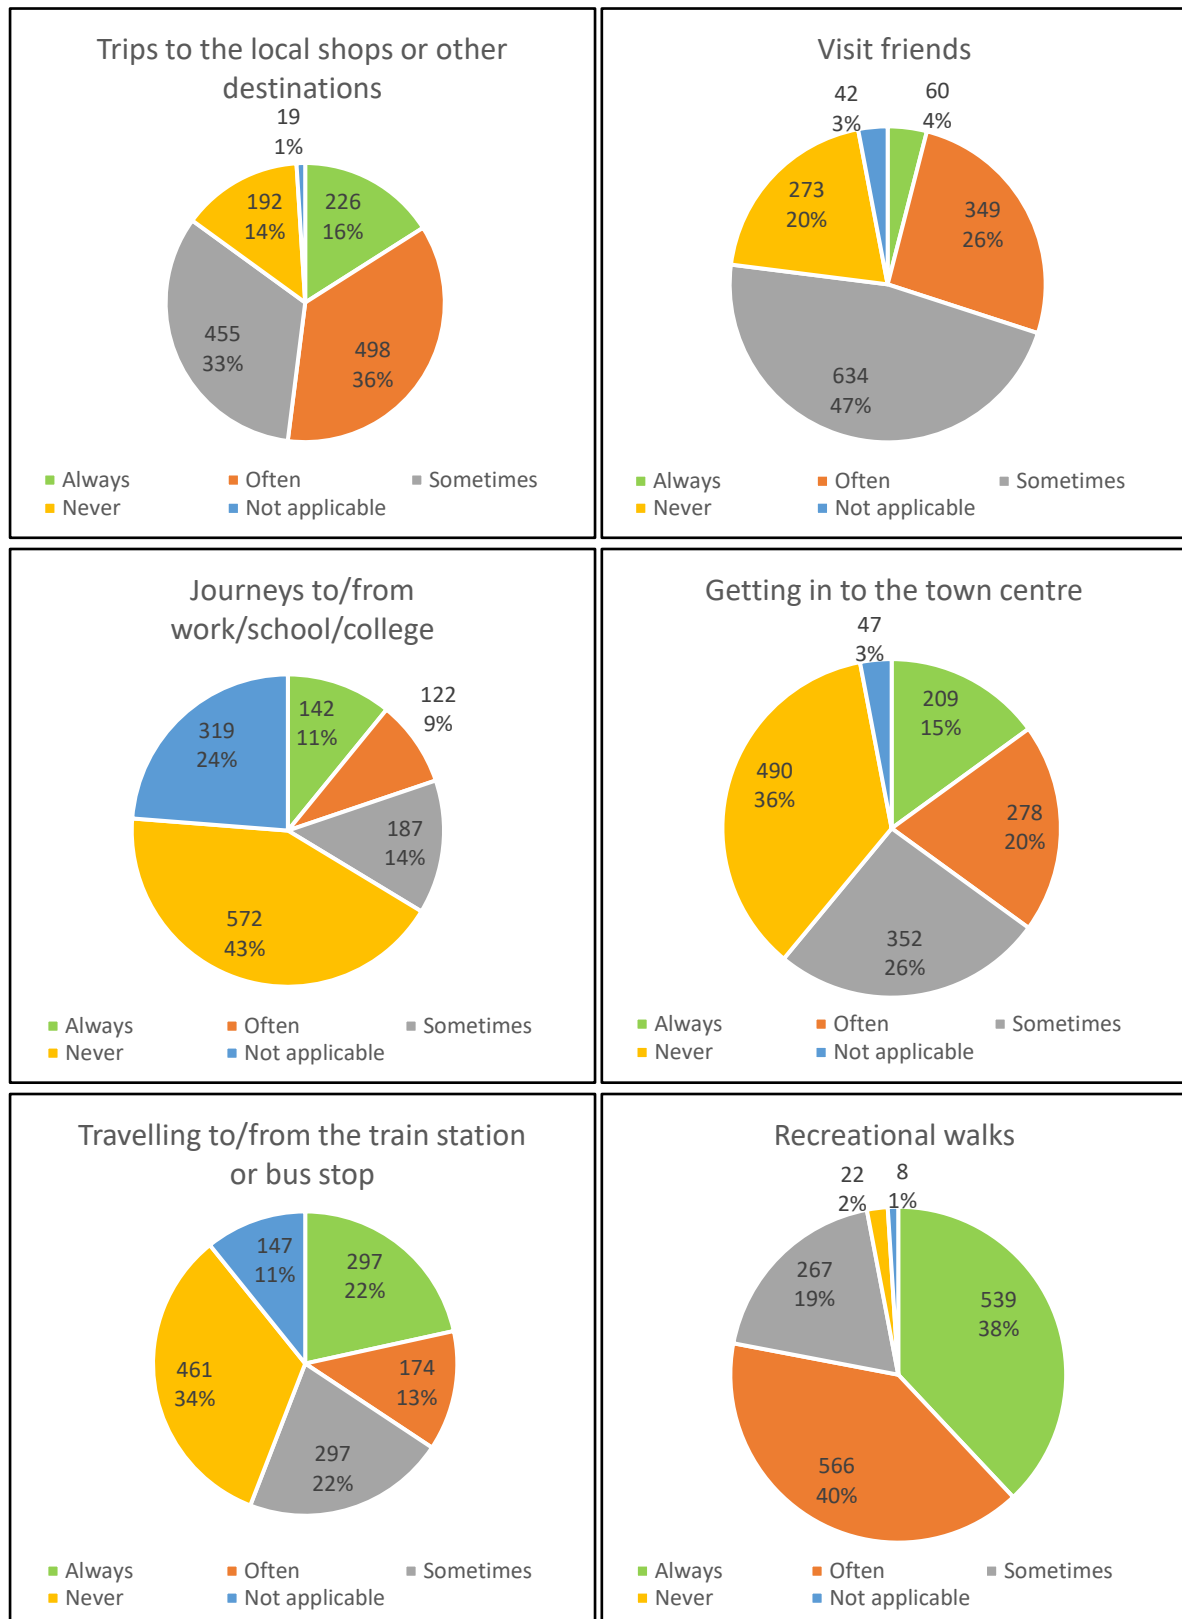 Trips to the local shops or other
destinations
19
1%
192
14%
226
16%
455
33%
498
36%
Always
Often
Sometimes
Never
Not applicable
Visit friends
42
3%
60
4%
273
20%
349
26%
634
47%
Always
Often
Sometimes
Never
Not applicable
Journeys to/from
work/school/college
142
11%
122
9%
319
24%
187
14%
572
43%
Always
Often
Sometimes
Never
Not applicable
Getting in to the town centre
47
3%
209
15%
490
36%
278
20%
352
26%
Always
Often
Sometimes
Never
Not applicable
Travelling to/from the train station
or bus stop
147
11%
297
22%
461
34%
174
13%
297
22%
Always
Often
Sometimes
Never
Not applicable
Recreational walks
22
2%
8
1%
267
19%
539
38%
566
40%
Always
Often
Sometimes
Never
Not applicable